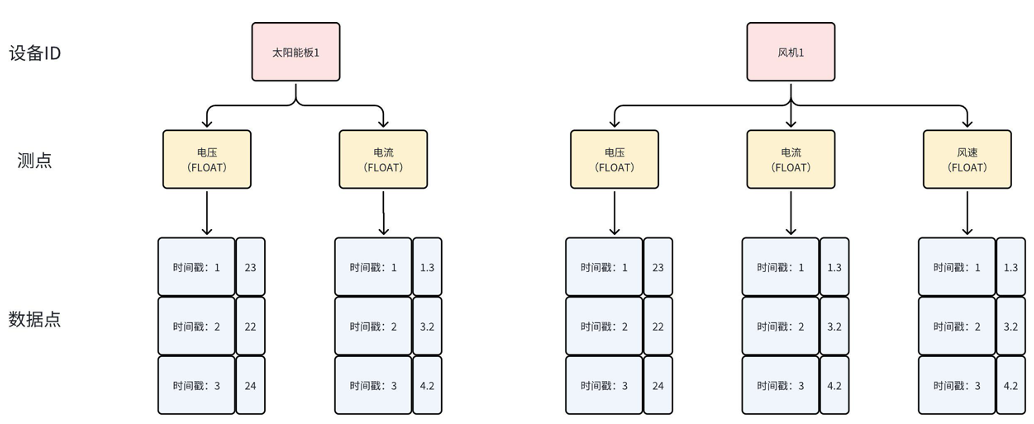 设备ID
太阳能板1
风机1
测点
电压
（FLOAT）
电流
（FLOAT）
电压
（FLOAT）
电流
（FLOAT）
风速
（FLOAT）
数据点
时间戳：1 23
时间戳：2 22
时间戳：3 24
时间戳：1 1.3
时间戳：2 3.2
时间戳：3 4.2
时间戳：1 23
时间戳：2 22
时间戳：3 24
时间戳：1 1.3
时间戳：2 3.2
时间戳：3 4.2
时间戳：1 1.3
时间戳：2 3.2
时间戳：3 4.2